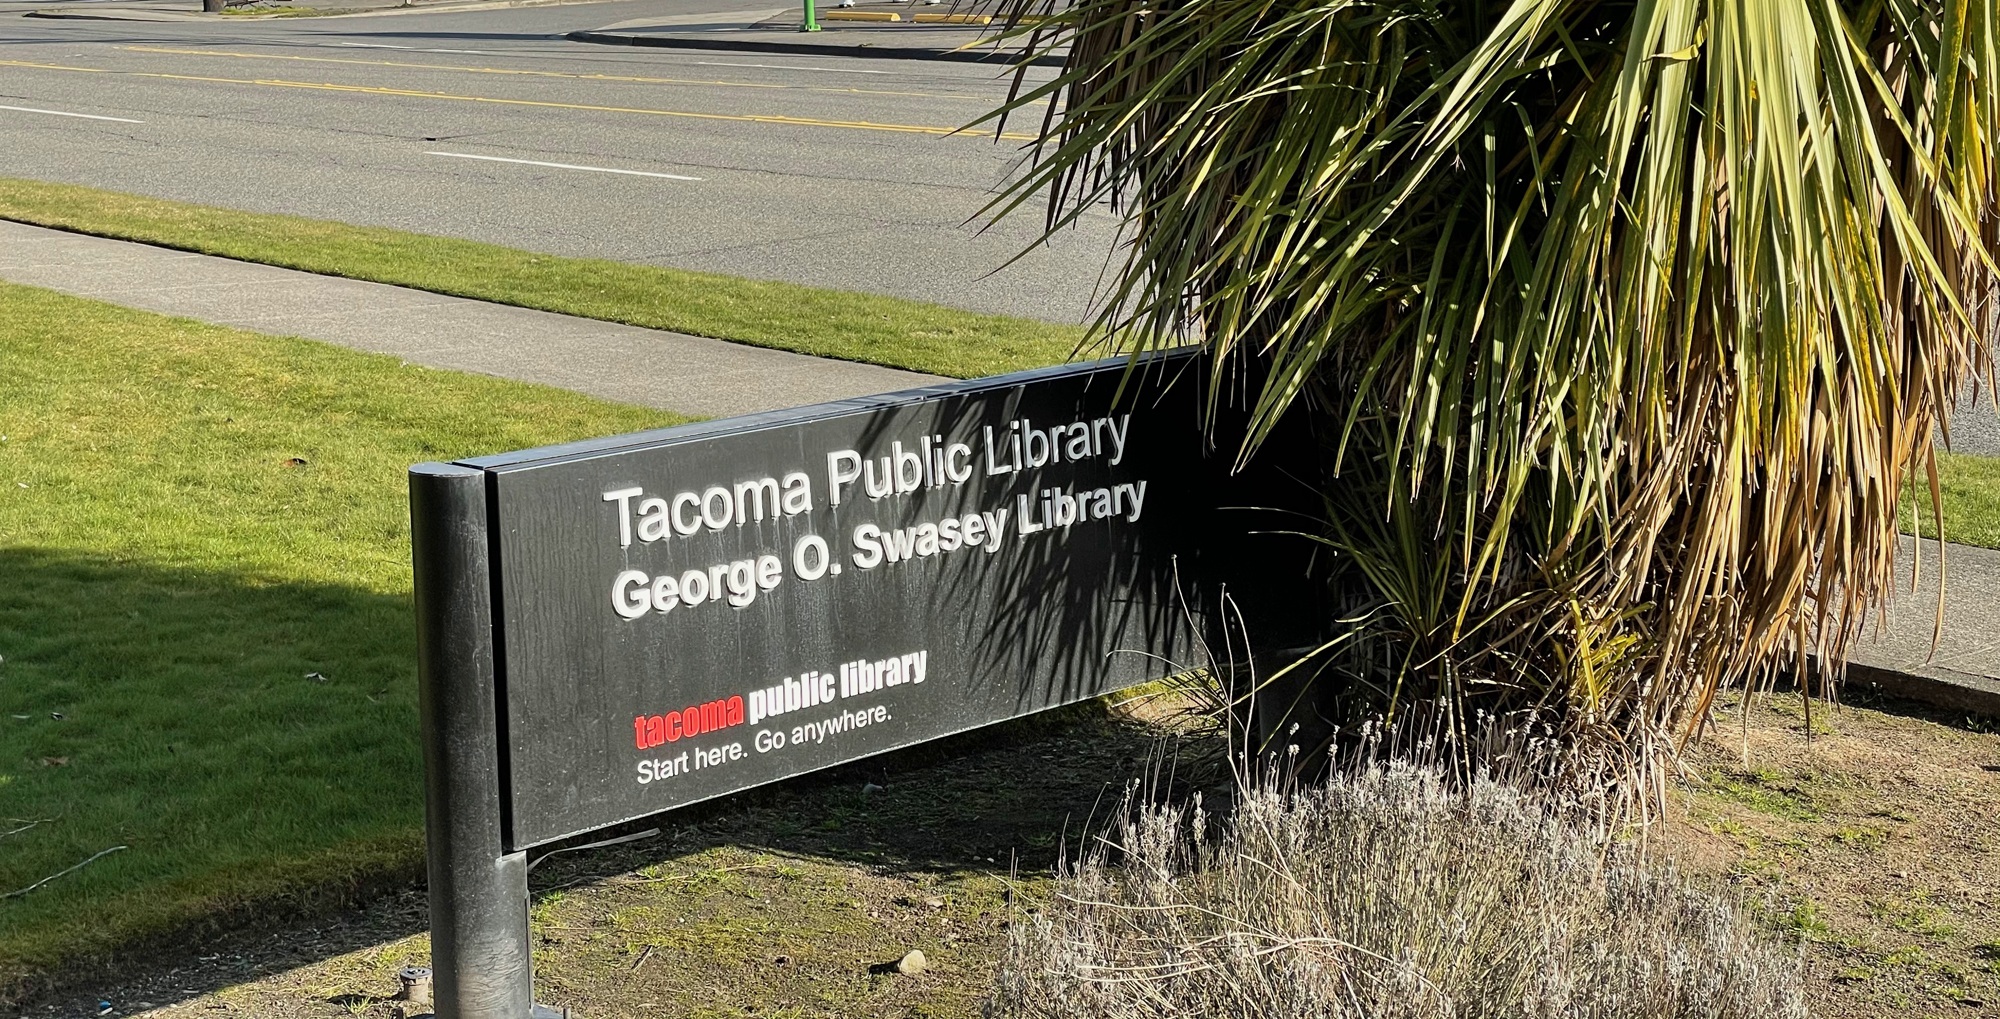 Tacoma Public Library
George O. Swasey Library
tacoma public library
Start here. Go anywhere.